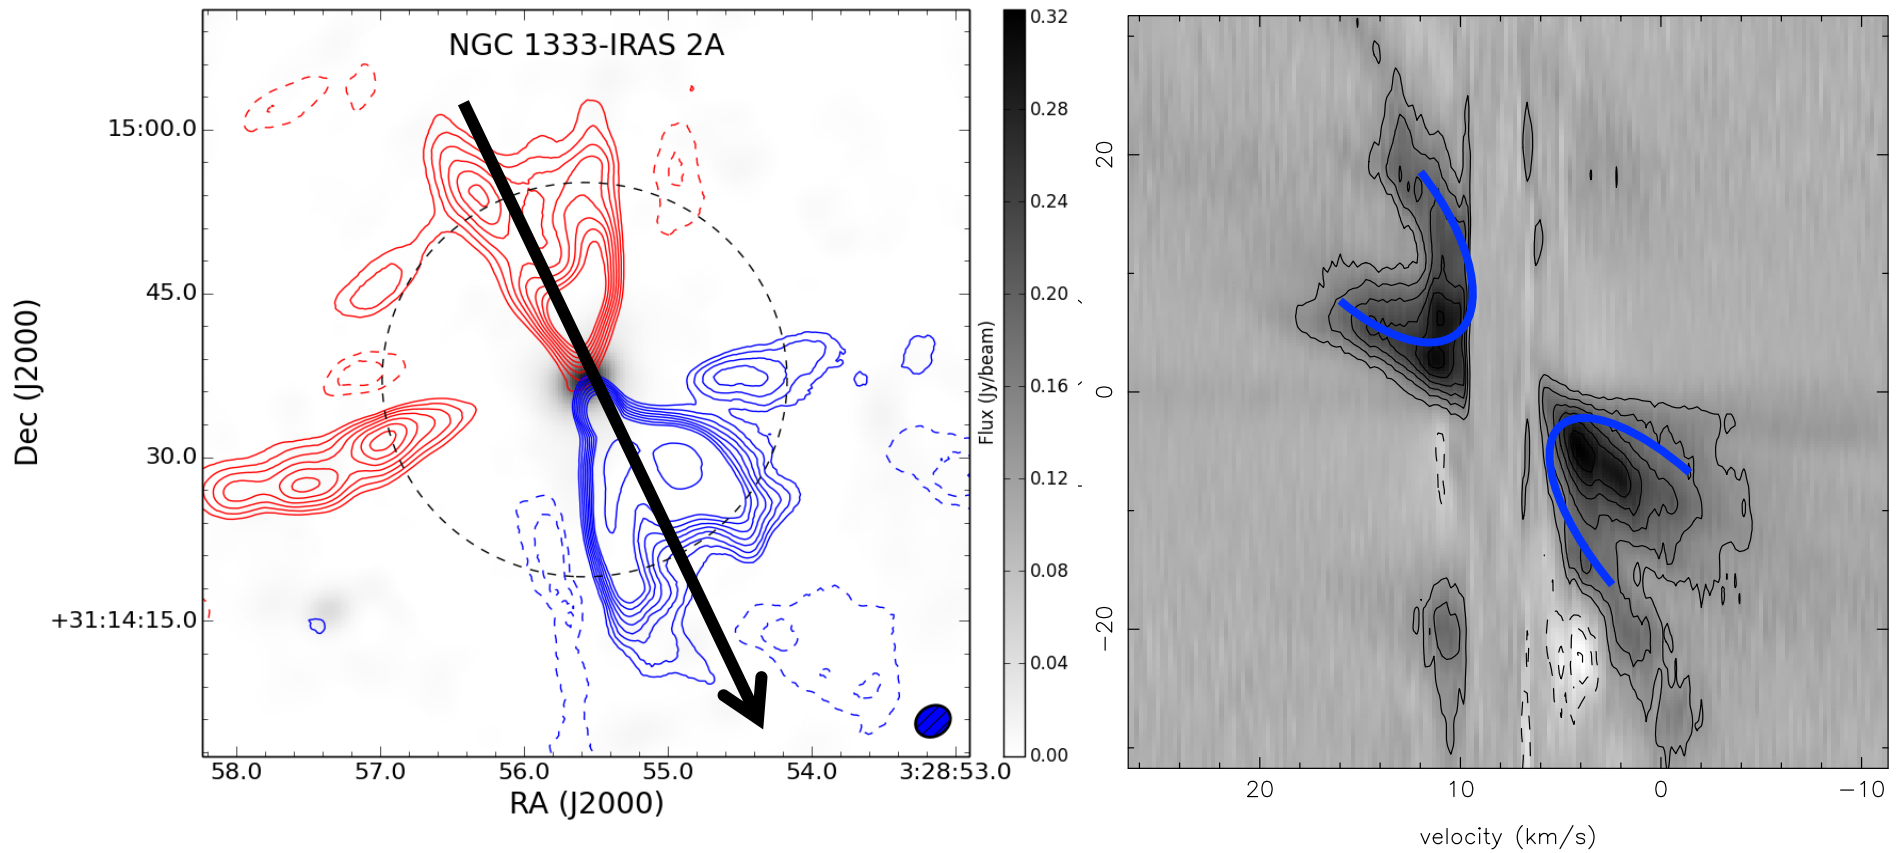 NGC 1333-IRAS 2A
15:00.0
45.0
30.0
+31:14:15.0
Dec (J2000)
58.0 57.0 56.0 55.0 54.0 3:28:53.0
RA (J2000)
0.32
0.28
0.24
0.20
0.16
0.12
0.08
0.04
0.00
Flux (Jy/beam)
20
0
−20
20 10 0 −10
velocity (km/s)